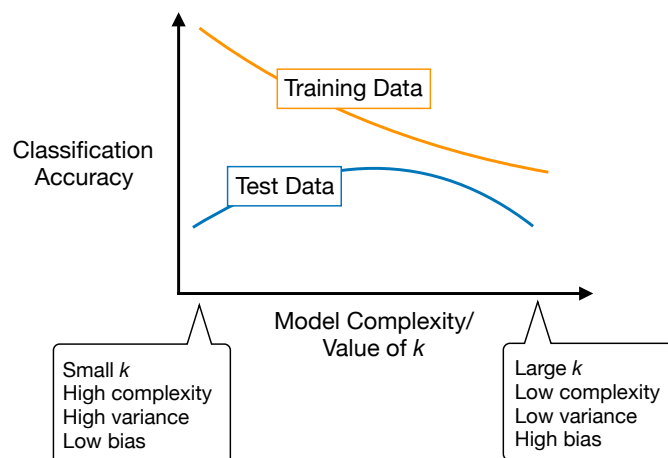 Training Data
Classification
Accuracy
Test Data
Model Complexity/
Value of k
Small k
High complexity
High variance
Low bias
Large k
Low complexity
Low variance
High bias